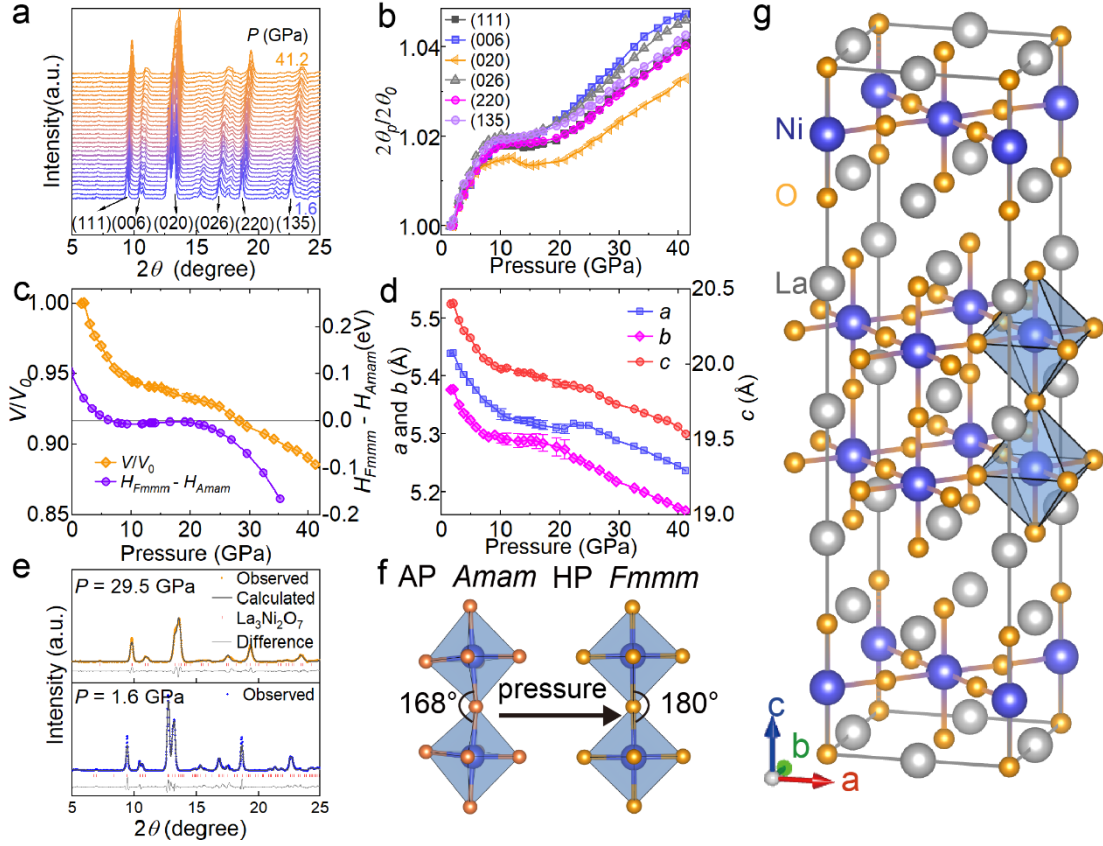 a
P (GPa)
41.2
1.6
(111) (006) (020) (026) (220) (135)
5 10 15 20 25
2θ (degree)
Intensity(a.u.)
b
(111)
(006)
(020)
(026)
(220)
(135)
1.04
1.02
1.00
2θp/2θ0
0 10 20 30 40
Pressure (GPa)
c
1.00
0.95
0.90
0.85
V/V0
0.2
0.1
0.0
-0.1
-0.2
HFmmm - HAmam(eV)
V/V0
HFmmm - HAmam
0 10 20 30 40
Pressure (GPa)
d
5.5
5.4
5.3
5.2
a and b (Å)
20.5
20.0
19.5
19.0
c (Å)
a
b
c
0 10 20 30 40
Pressure (GPa)
e
P = 29.5 GPa
Observed
Calculated
La3Ni2O7
Difference
P = 1.6 GPa
Observed
Intensity (a.u.)
5 10 15 20 25
2θ (degree)
f
AP Amam HP Fmmm
168°
pressure
180°
g
Ni
O
La
c
b
a